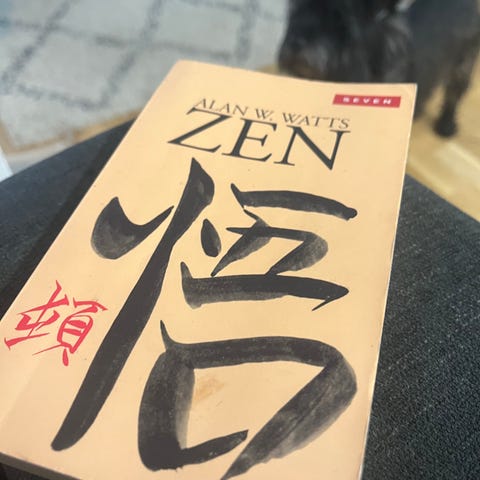 SEVEN
ALAN W. WATTS
ZEN
悟
頓